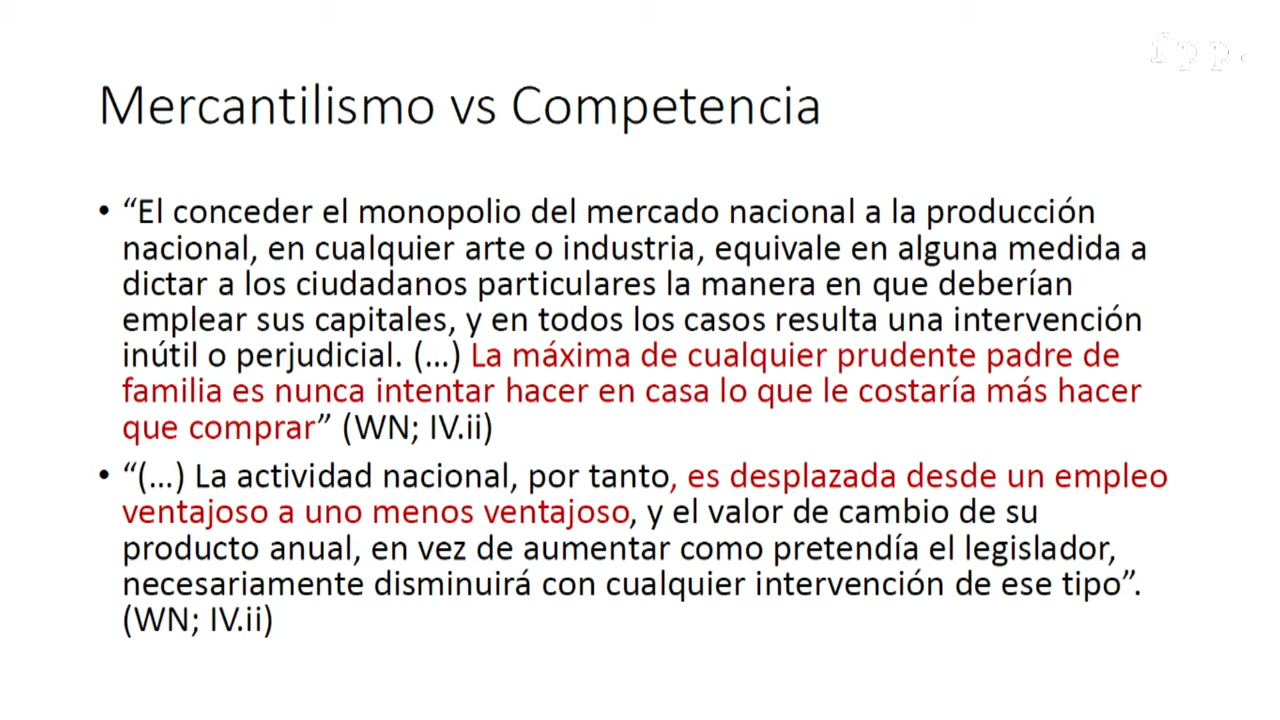 fpp.
Mercantilismo vs Competencia
• “El conceder el monopolio del mercado nacional a la producción
nacional, en cualquier arte o industria, equivale en alguna medida a
dictar a los ciudadanos particulares la manera en que deberían
emplear sus capitales, y en todos los casos resulta una intervención
inútil o perjudicial. (…) La máxima de cualquier prudente padre de
familia es nunca intentar hacer en casa lo que le costaría más hacer
que comprar” (WN; IV.ii)
• “(…) La actividad nacional, por tanto, es desplazada desde un empleo
ventajoso a uno menos ventajoso, y el valor de cambio de su
producto anual, en vez de aumentar como pretendía el legislador,
necesariamente disminuirá con cualquier intervención de ese tipo”.
(WN; IV.ii)